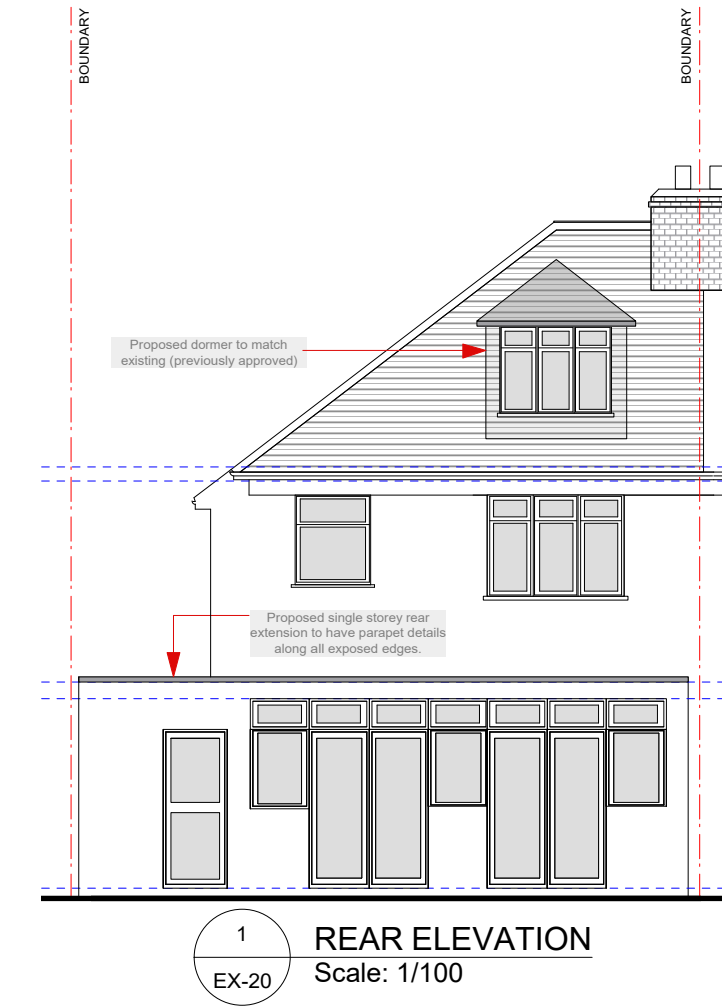 BOUNDARY
BOUNDARY
Proposed dormer to match
existing (previously approved)
Proposed single storey rear
extension to have parapet details
along all exposed edges.
1
EX-20
REAR ELEVATION
Scale: 1/100